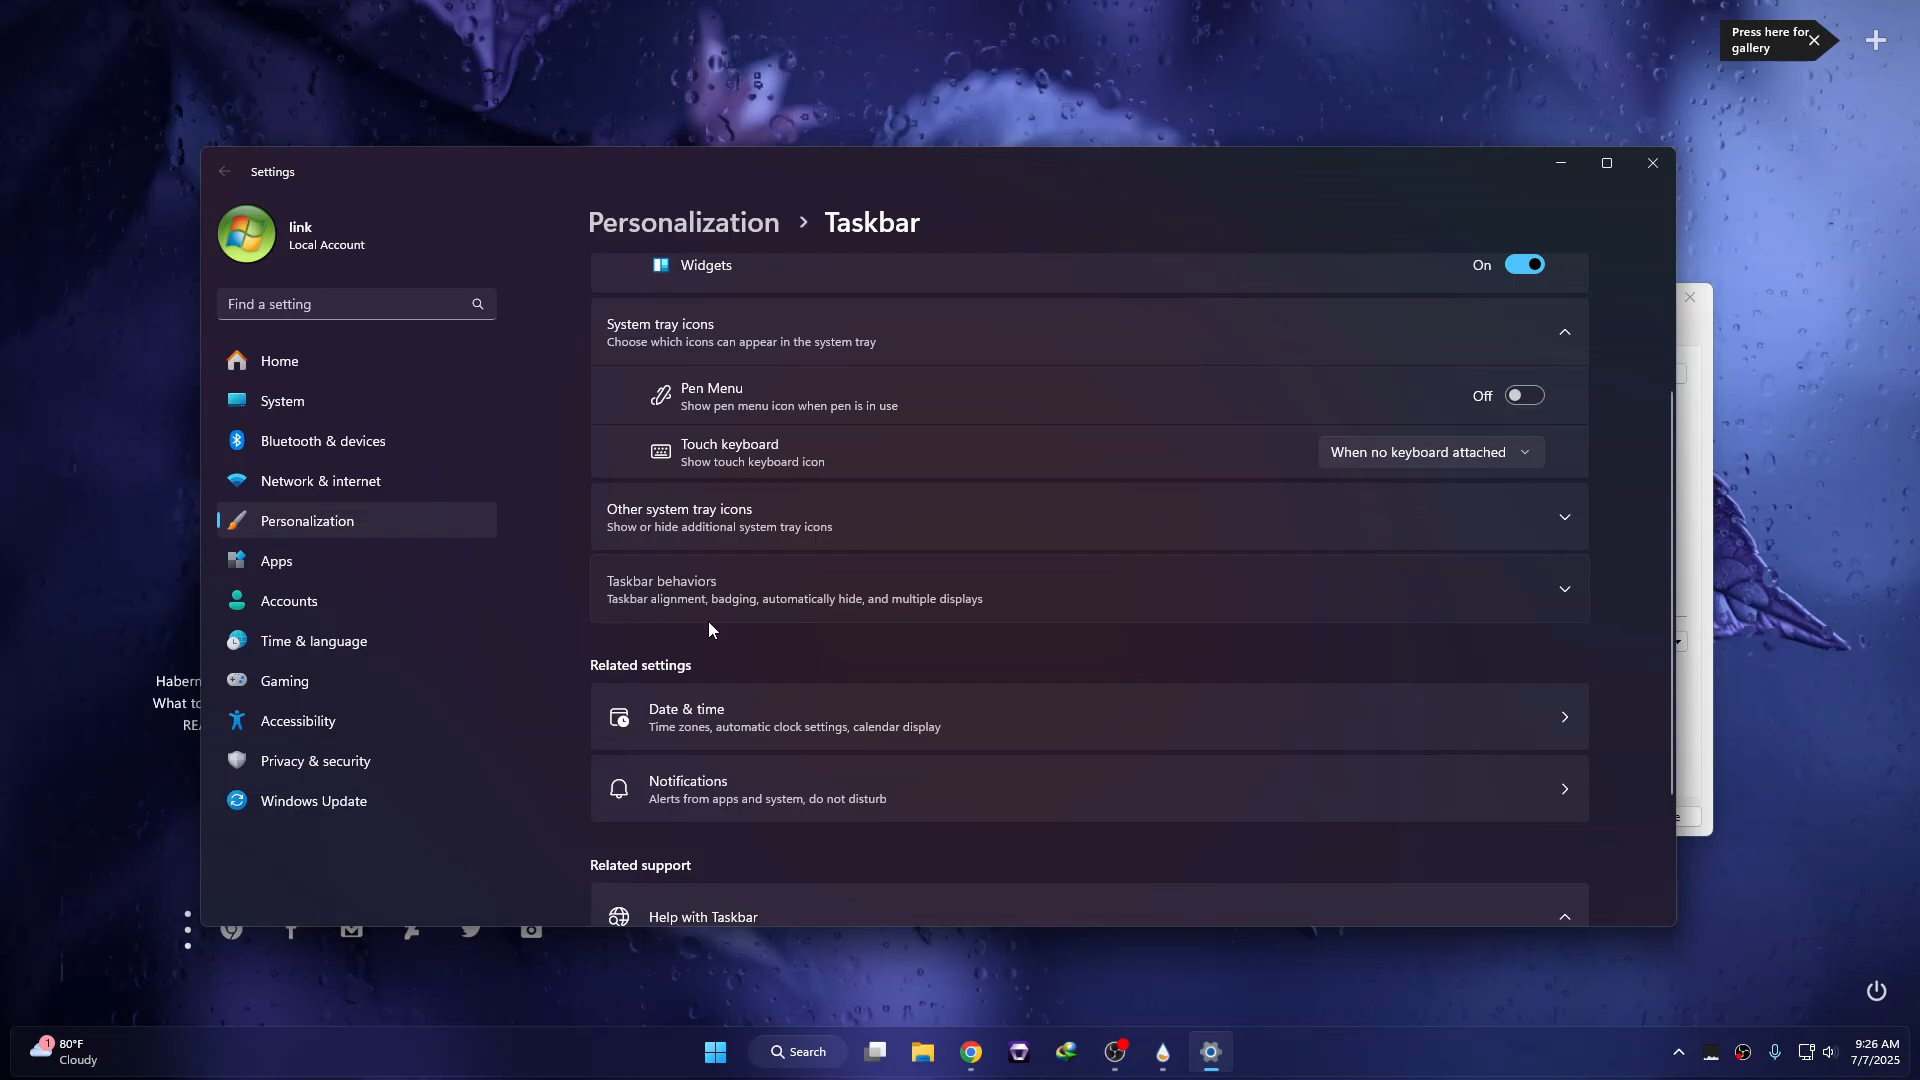 Press here for
gallery
Settings
link
Local Account
Find a setting
Home
System
Bluetooth & devices
Network & internet
Personalization
Apps
Accounts
Time & language
Gaming
Accessibility
Privacy & security
Windows Update
Personalization > Taskbar
Widgets
On
System tray icons
Choose which icons can appear in the system tray
Pen Menu
Show pen menu icon when pen is in use
Off
Touch keyboard
Show touch keyboard icon
When no keyboard attached
Other system tray icons
Show or hide additional system tray icons
Taskbar behaviors
Taskbar alignment, badging, automatically hide, and multiple displays
Related settings
Date & time
Time zones, automatic clock settings, calendar display
Notifications
Alerts from apps and system, do not disturb
Related support
Help with Taskbar
What
1
80°F
Cloudy
Search
9:26 AM
7/7/2025